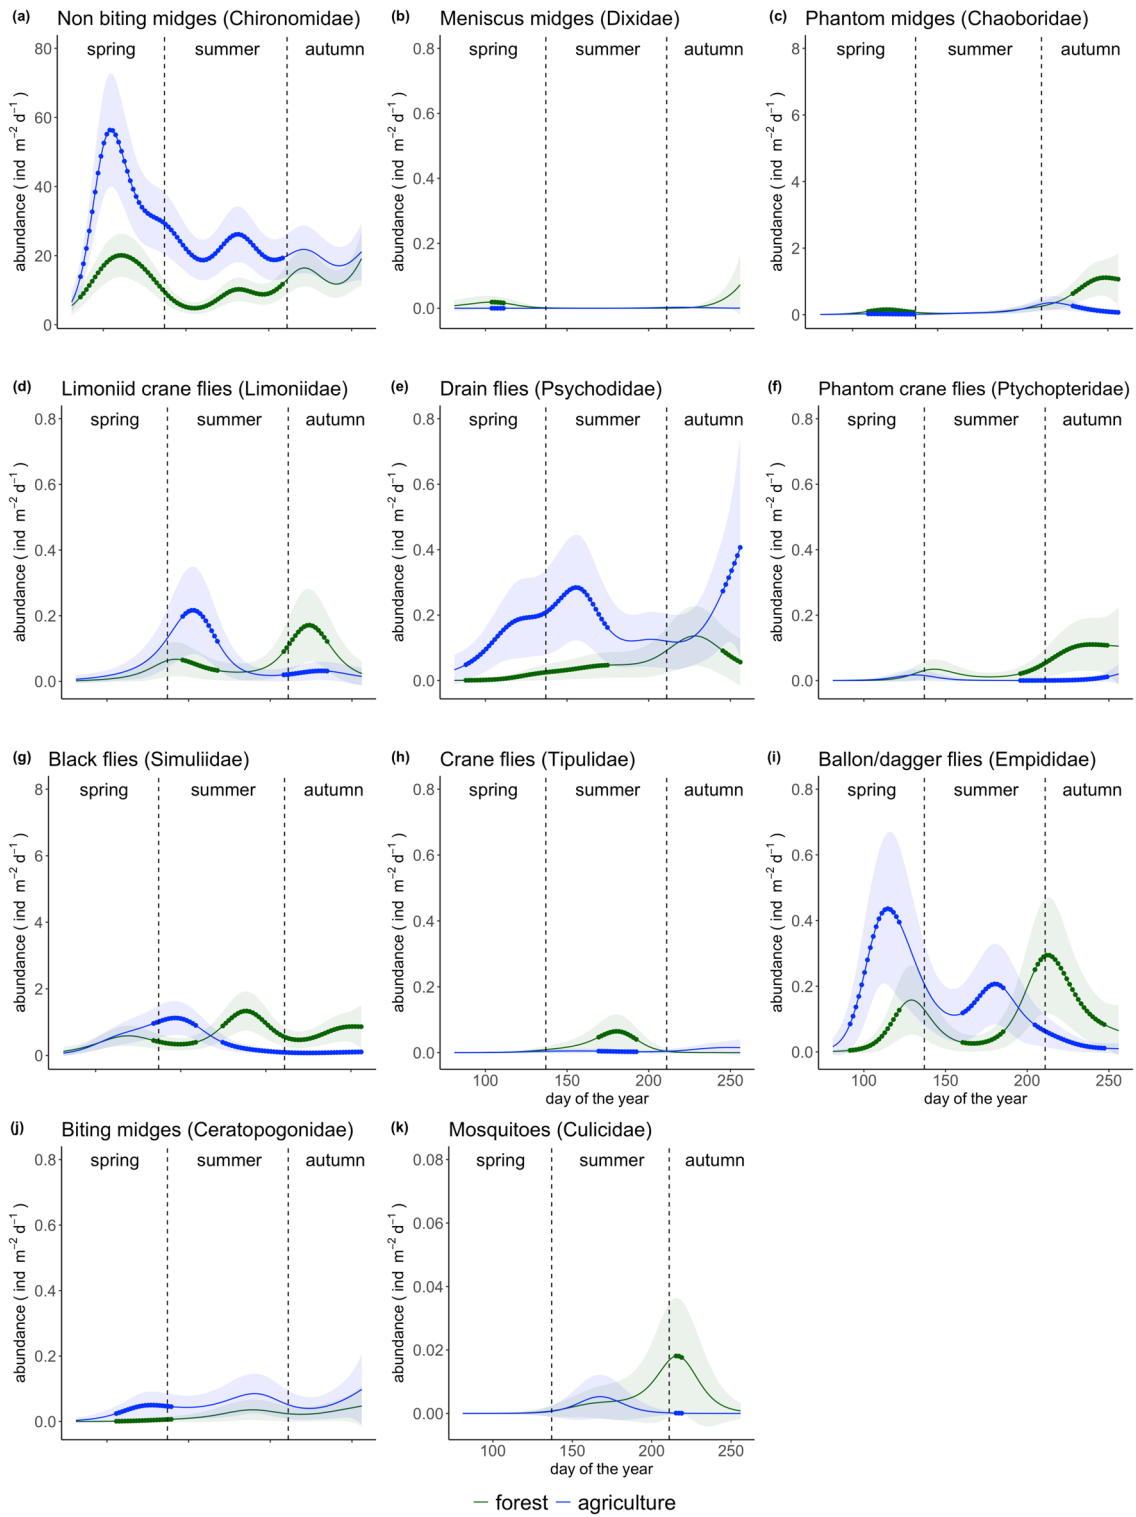 (a) Non biting midges (Chironomidae)
spring summer autumn
80
60
40
20
0
abundance ( ind m−2 d−1 )
(b) Meniscus midges (Dixidae)
spring summer autumn
0.8
0.6
0.4
0.2
0.0
abundance ( ind m−2 d−1 )
(c) Phantom midges (Chaoboridae)
spring summer autumn
8
6
4
2
0
abundance ( ind m−2 d−1 )
(d) Limoniid crane flies (Limoniidae)
spring summer autumn
0.8
0.6
0.4
0.2
0.0
abundance ( ind m−2 d−1 )
(e) Drain flies (Psychodidae)
spring summer autumn
0.8
0.6
0.4
0.2
0.0
abundance ( ind m−2 d−1 )
(f) Phantom crane flies (Ptychopteridae)
spring summer autumn
0.8
0.6
0.4
0.2
0.0
abundance ( ind m−2 d−1 )
(g) Black flies (Simuliidae)
spring summer autumn
8
6
4
2
0
abundance ( ind m−2 d−1 )
(h) Crane flies (Tipulidae)
spring summer autumn
0.8
0.6
0.4
0.2
0.0
abundance ( ind m−2 d−1 )
100 150 200 250
day of the year
(i) Ballon/dagger flies (Empididae)
spring summer autumn
0.8
0.6
0.4
0.2
0.0
abundance ( ind m−2 d−1 )
100 150 200 250
day of the year
(j) Biting midges (Ceratopogonidae)
spring summer autumn
0.8
0.6
0.4
0.2
0.0
abundance ( ind m−2 d−1 )
(k) Mosquitoes (Culicidae)
spring summer autumn
0.08
0.06
0.04
0.02
0.00
abundance ( ind m−2 d−1 )
100 150 200 250
day of the year
forest agriculture